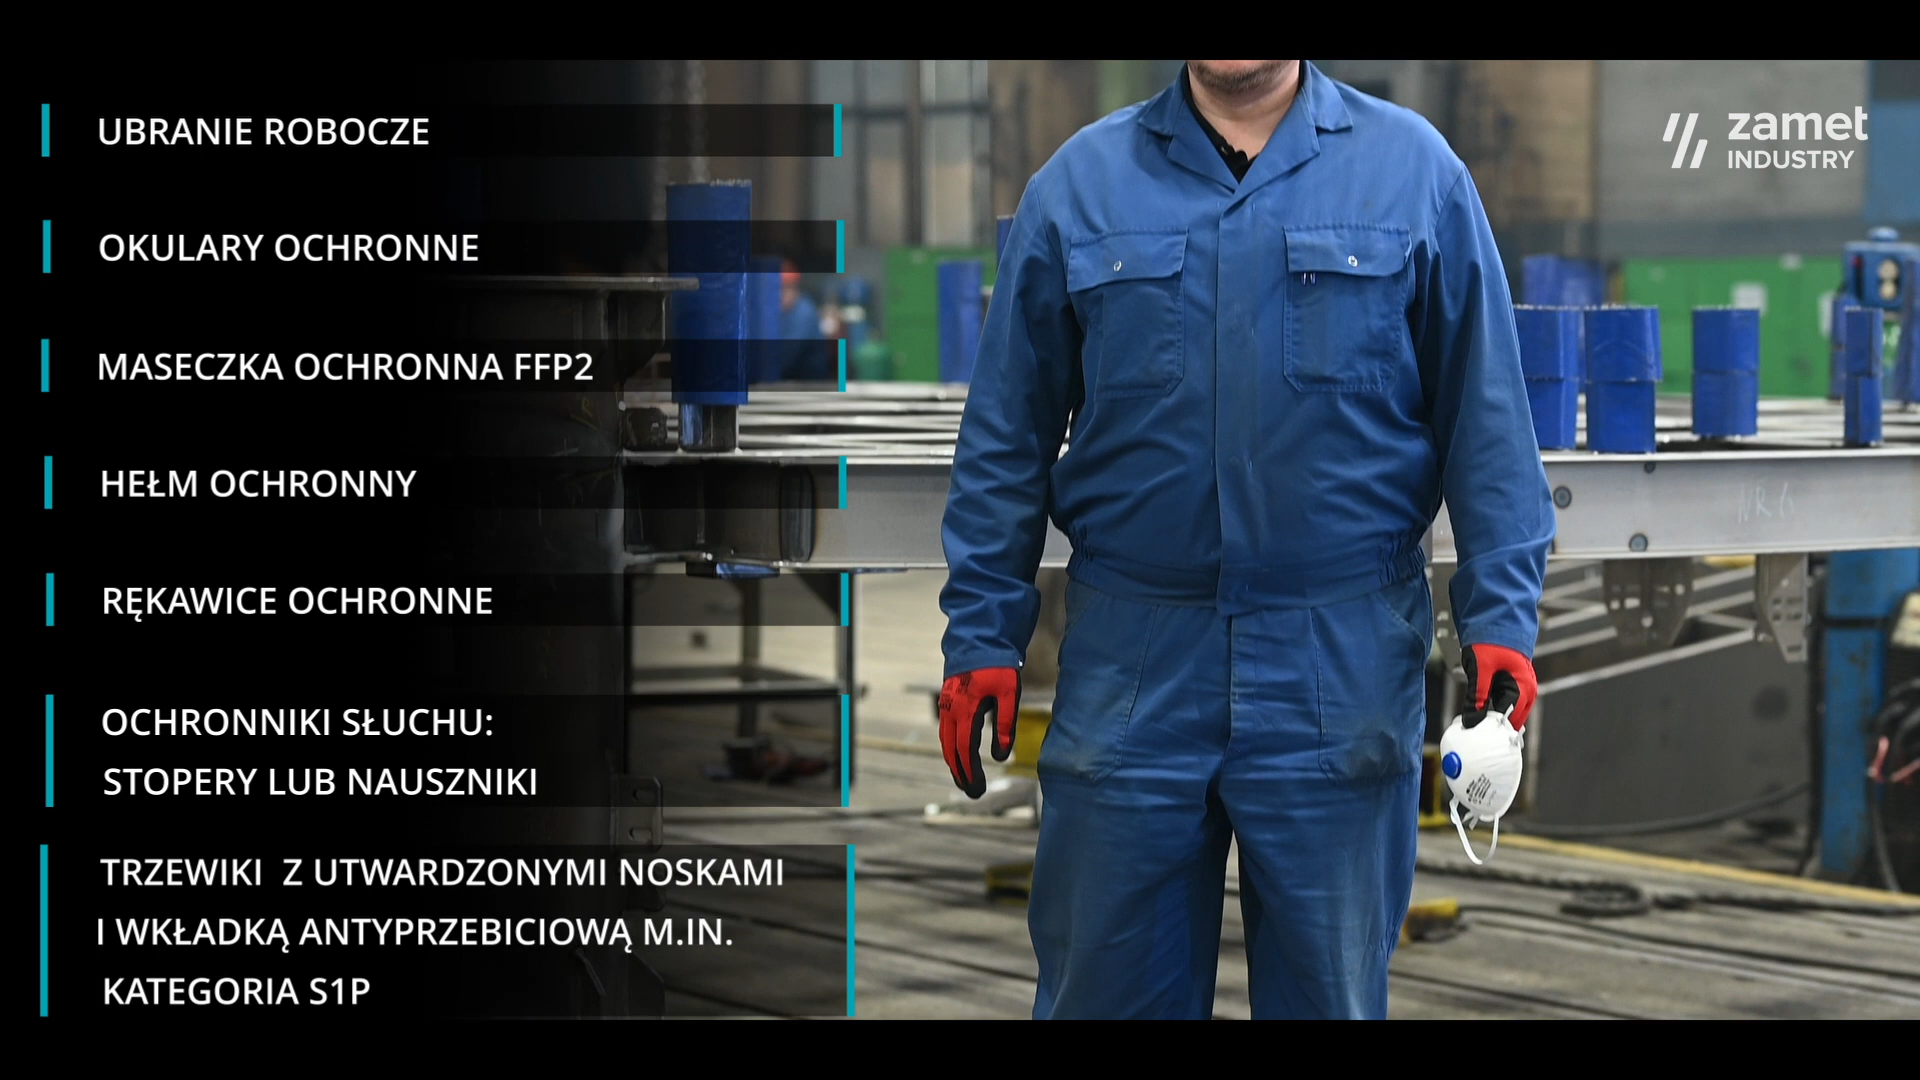 UBRANIE ROBOCZE
OKULARY OCHRONNE
MASECZKA OCHRONNA FFP2
HEŁM OCHRONNY
RĘKAWICE OCHRONNE
OCHRONNIKI SŁUCHU:
STOPERY LUB NAUSZNIKI
TRZEWIKI Z UTWARDZONYMI NOSKAMI
I WKŁADKĄ ANTYPRZEBICIOWĄ M.IN.
KATEGORIA S1P
zamet
INDUSTRY